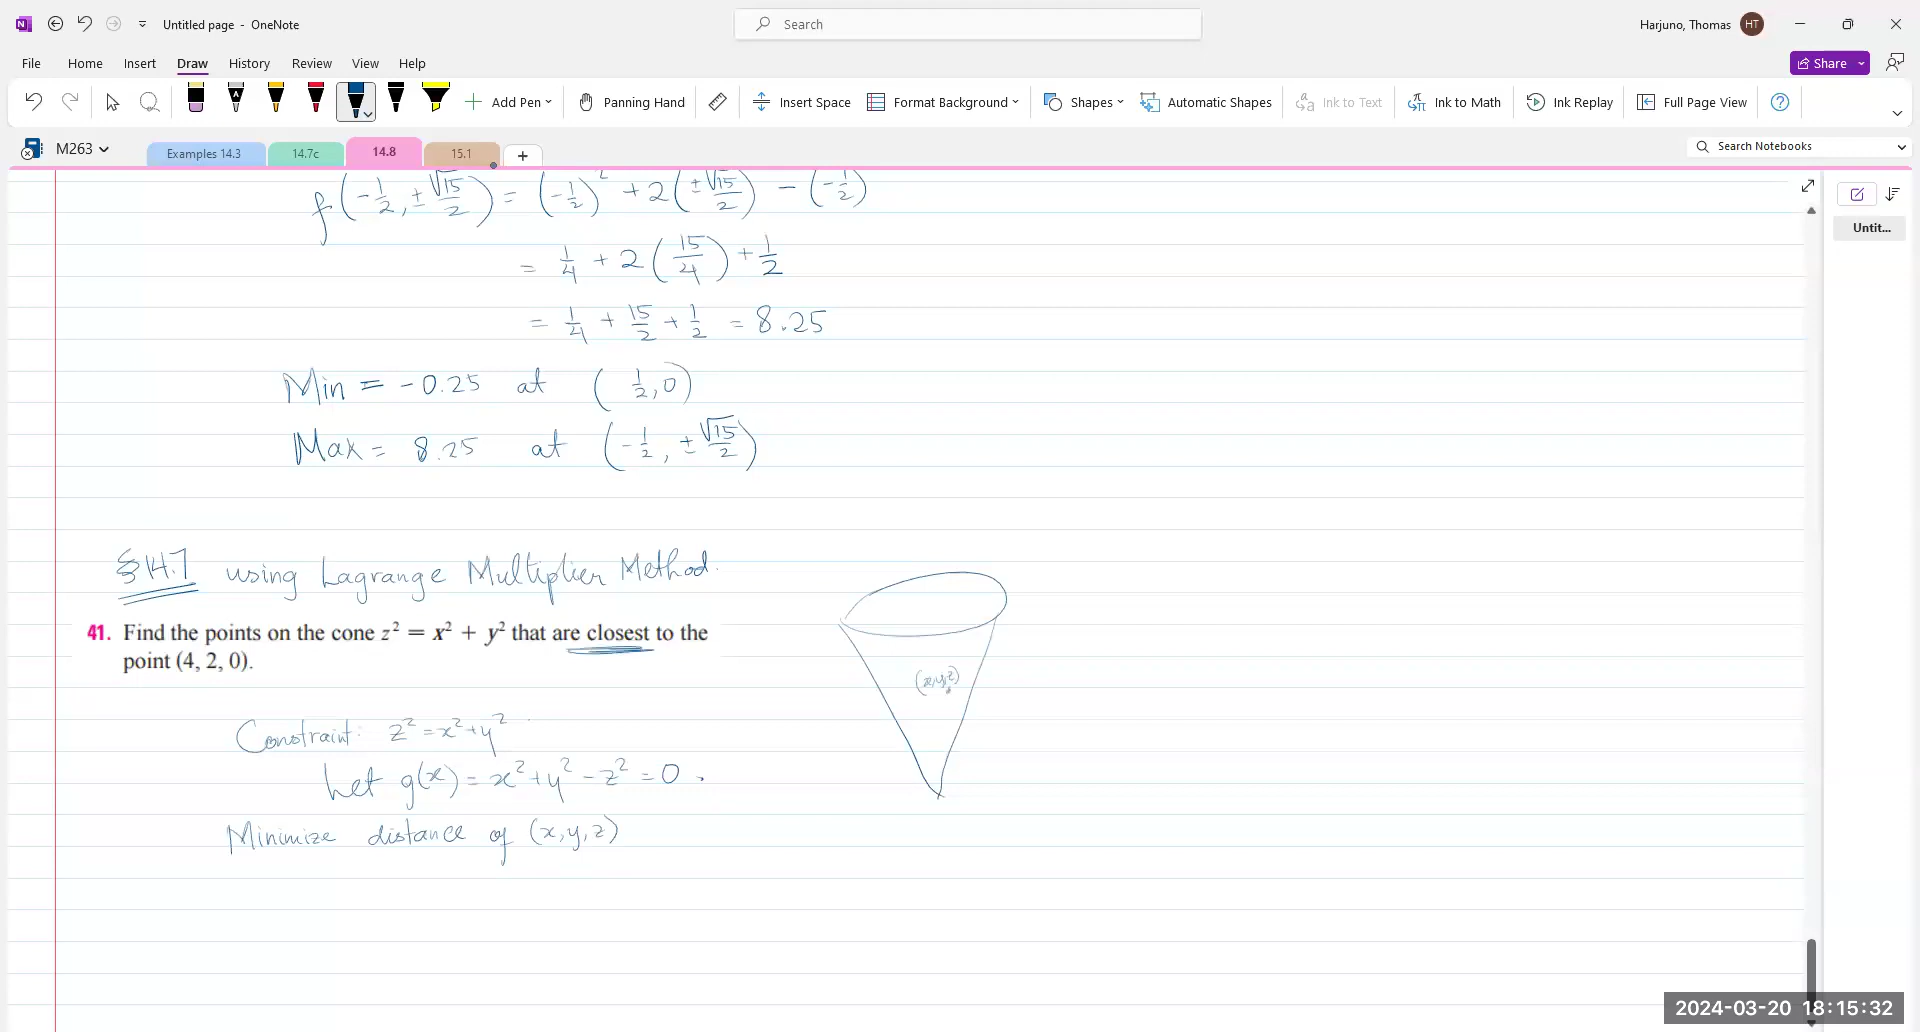 Untitled page - OneNote
Search
Harjuno, Thomas HT
File Home Insert Draw History Review View Help
Share
Add Pen Panning Hand Insert Space Format Background Shapes Automatic Shapes Ink to Text Ink to Math Ink Replay Full Page View
M263 Examples 14.3 14.7c 14.8 15.1 +
Search Notebooks
Untit...
f(-1/2, ±√15/2) = (-1/2)² + 2(±√15/2) - (-1/2)
= 1/4 + 2(15/4) + 1/2
= 1/4 + 15/2 + 1/2 = 8.25
Min = -0.25 at (1/2, 0)
Max = 8.25 at (-1/2, ±√15/2)
§14.7 using Lagrange Multiplier Method.
41. Find the points on the cone z² = x² + y² that are closest to the
point (4, 2, 0).
(x,y,z)
Constraint: z² = x² + y²
Let g(x) = x² + y² - z² = 0
Minimize distance of (x, y, z)
2024-03-20 18:15:32